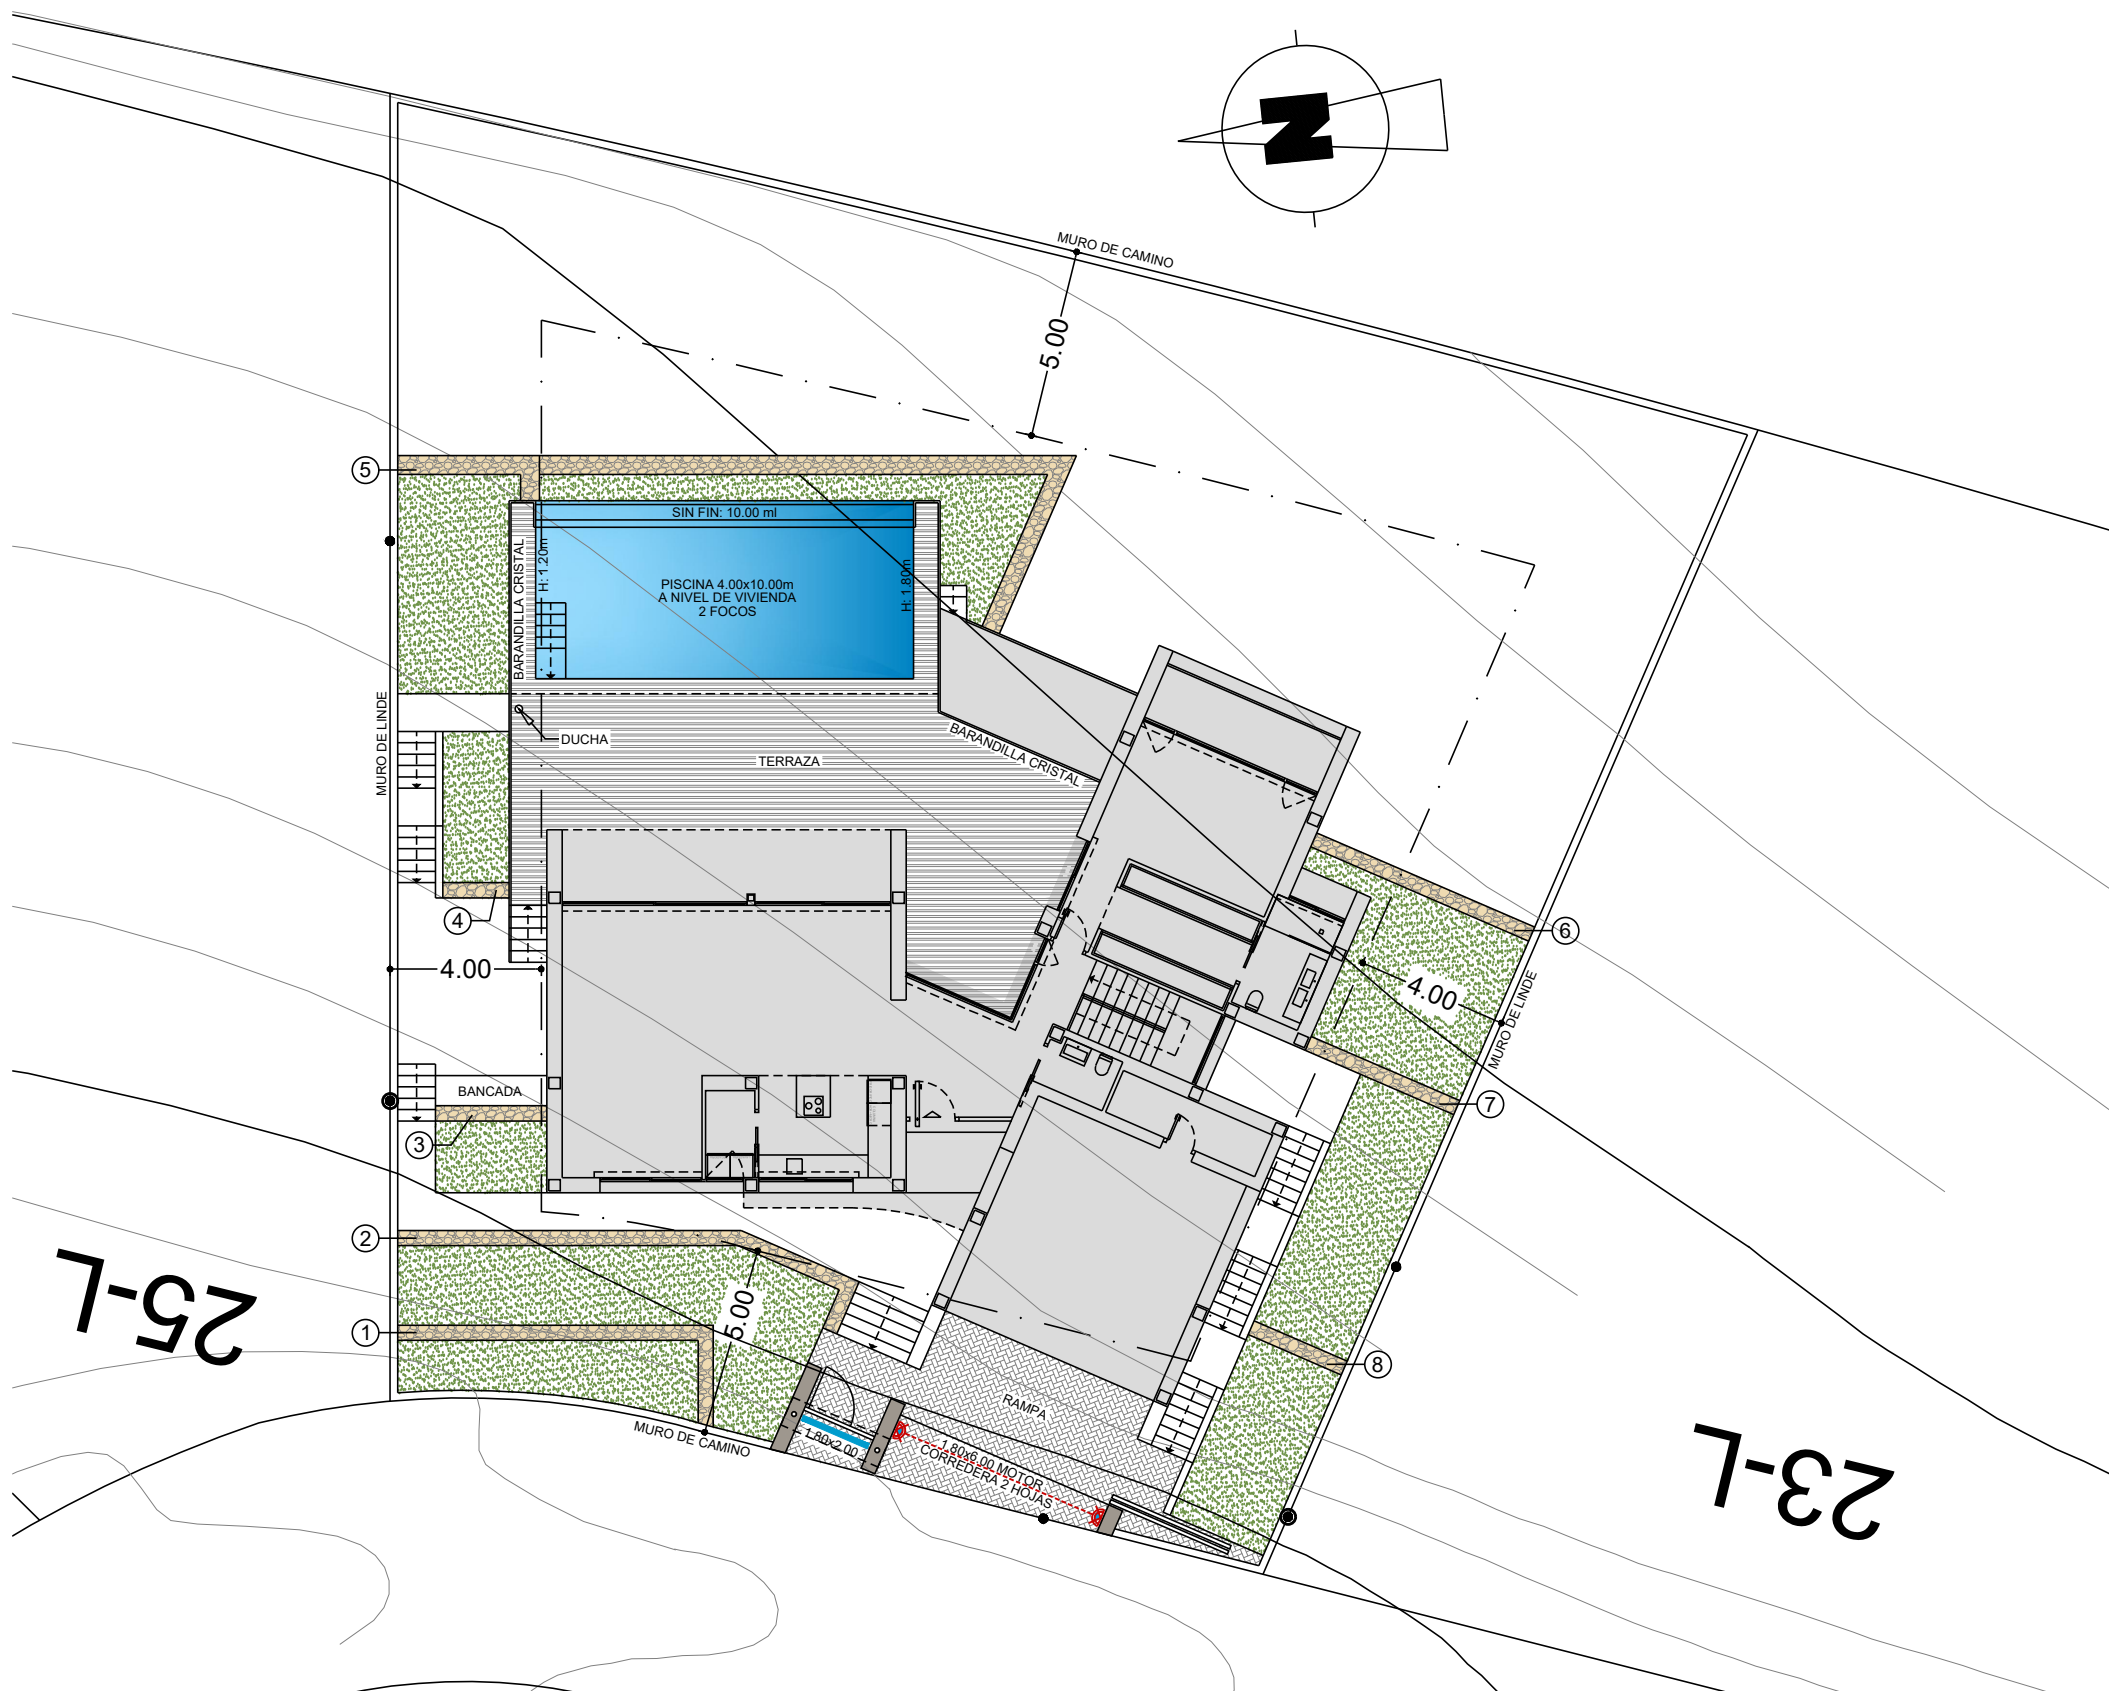 N
MURO DE CAMINO
5.00
5
SIN FIN: 10.00 ml
BARANDILLA CRISTAL
H: 1.20m
PISCINA 4.00x10.00m
A NIVEL DE VIVIENDA
2 FOCOS
H: 1.80m
MURO DE LINDE
DUCHA
TERRAZA
BARANDILLA CRISTAL
4
6
4.00
4.00
MURO DE LINDE
BANCADA
7
3
2
25-L
5.00
1
8
RAMPA
MURO DE CAMINO
1.80x2.00
1.80x6.00 MOTOR
CORREDERA 2 HOJAS
23-L